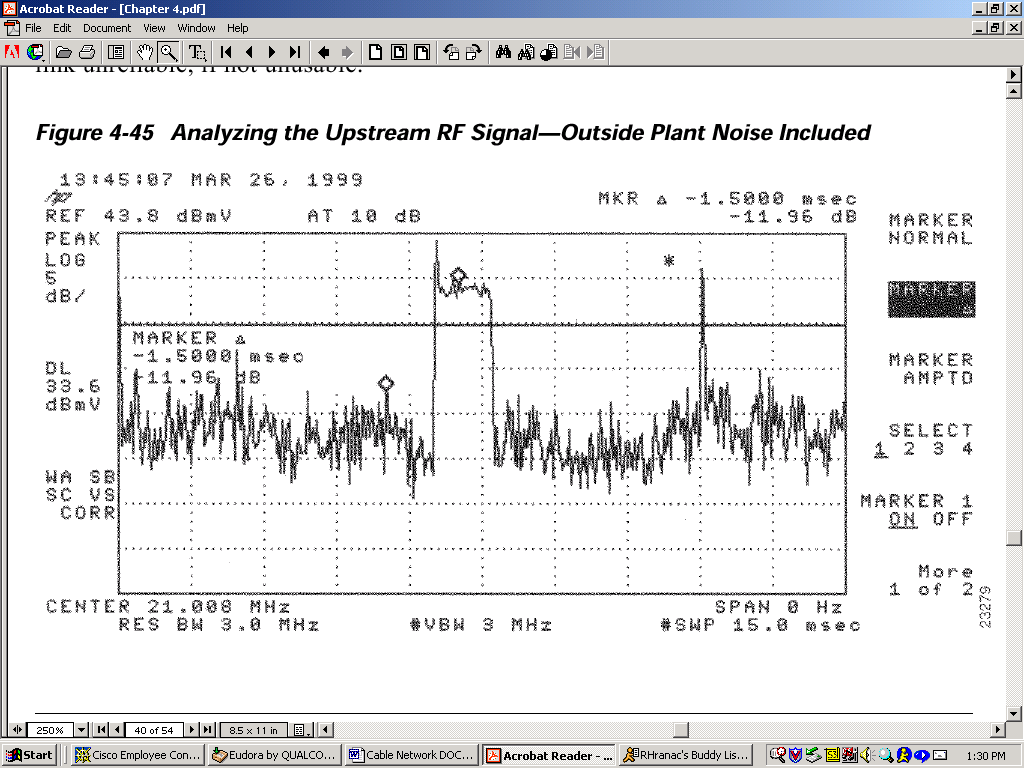 Acrobat Reader - [Chapter 4.pdf]
File Edit Document View Window Help
link unreliable, if not unusable.
Figure 4-45 Analyzing the Upstream RF Signal—Outside Plant Noise Included
13:45:07 MAR 26, 1999
MKR Δ -1.5000 msec
REF 43.8 dBmV AT 10 dB -11.96 dB
PEAK
LOG
5
dB/
MARKER Δ
-1.5000 msec
-11.96 dB
DL
33.6
dBmV
WA SB
SC VS
CORR
*
CENTER 21.008 MHz SPAN 0 Hz
RES BW 3.0 MHz #VBW 3 MHz #SWP 15.0 msec
MARKER
NORMAL
MARKER
Δ
MARKER
AMPTD
SELECT
1 2 3 4
MARKER 1
ON OFF
More
1 of 2
23279
250% 40 of 54 8.5 x 11 in
Start Cisco Employee Con... Eudora by QUALCO... Cable Network DOC... Acrobat Reader - ... RHranac's Buddy Lis... 1:30 PM